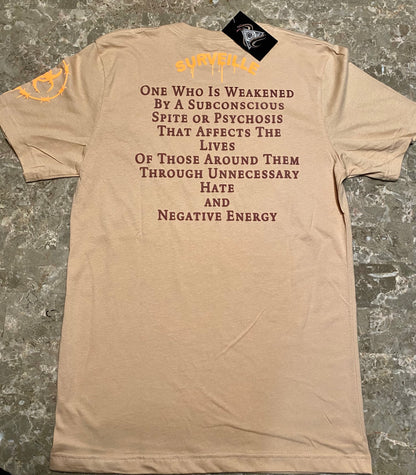 SURVEILLE
ONE WHO IS WEAKENED
BY A SUBCONSCIOUS
SPITE OR PSYCHOSIS
THAT AFFECTS THE
LIVES
OF THOSE AROUND THEM
THROUGH UNNECESSARY
HATE
AND
NEGATIVE ENERGY